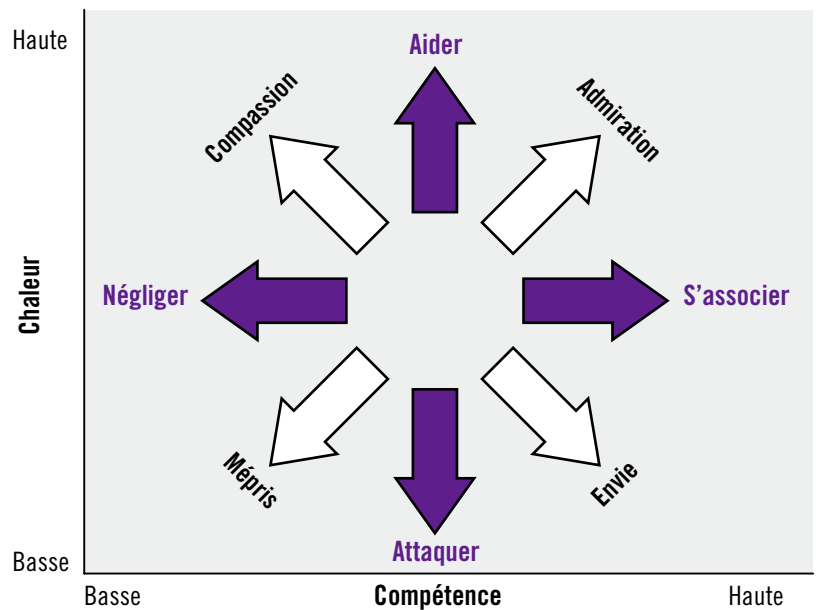 Haute
Aider
Compassion
Admiration
Chaleur
Négliger
S'associer
Mépris
Envie
Attaquer
Basse
Basse
Compétence
Haute